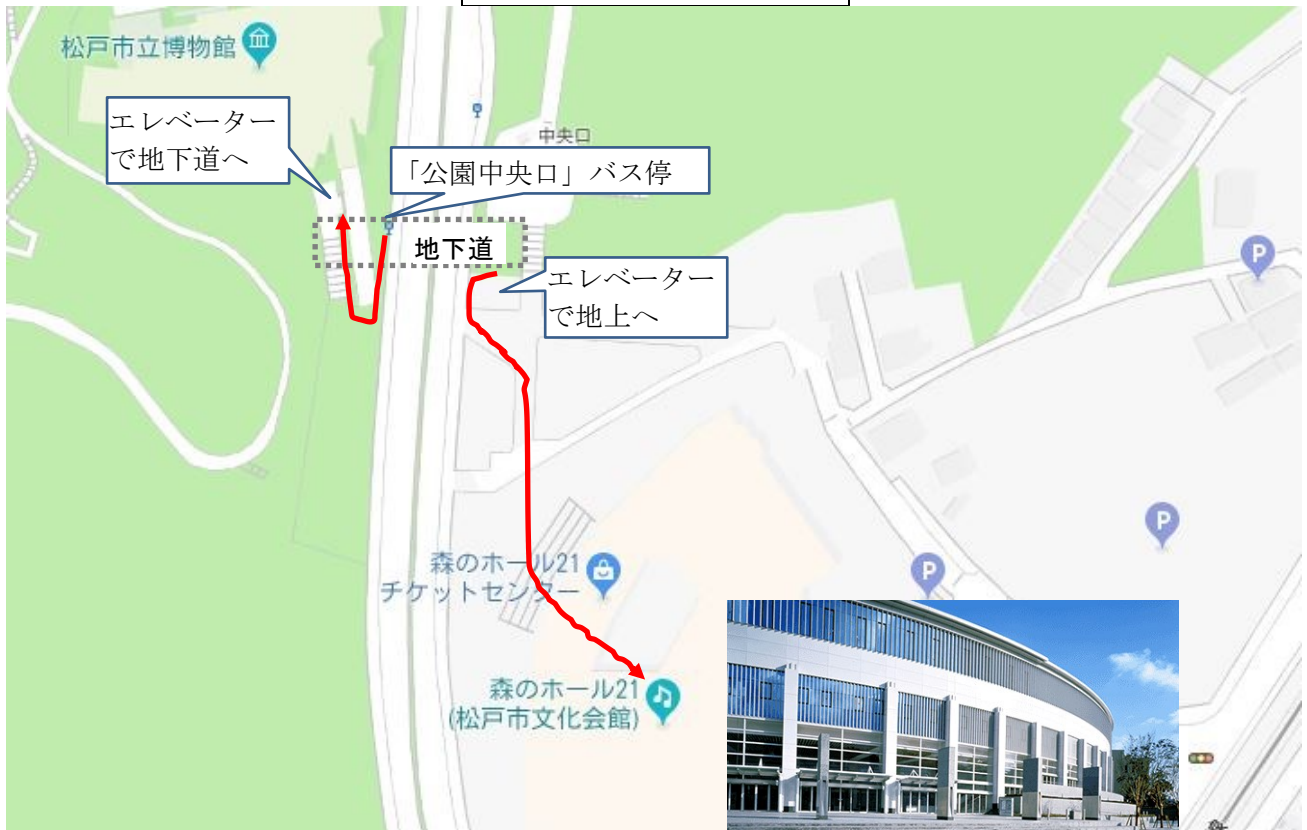 松戸市立博物館
エレベーター
で地下道へ
中央口
「公園中央口」バス停
地下道
エレベーター
で地上へ
P
P
P
森のホール21
チケットセンター
森のホール21
(松戸市文化会館)